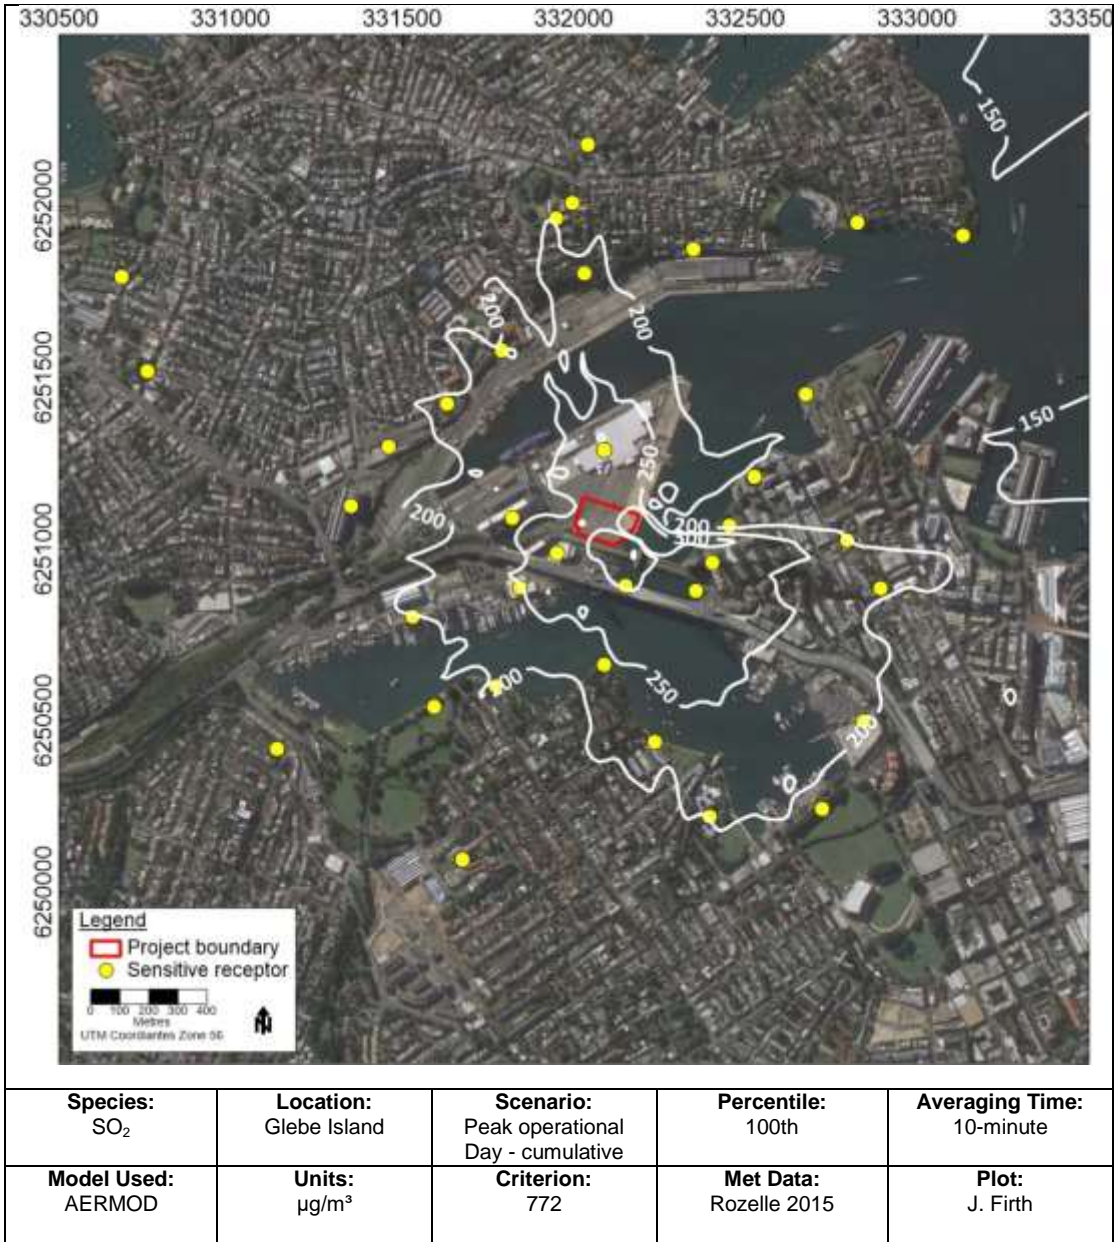 330500 331000 331500 332000 332500 333000 33350
6252000
6251500
6251000
6250500
6250000
150
200
200
150
250
200
200
300
250
200
200
Legend
Project boundary
Sensitive receptor
0 100 200 300 400
Metres
UTM Coordiantes Zone 56
N
Species:
SO₂
Location:
Glebe Island
Scenario:
Peak operational
Day - cumulative
Percentile:
100th
Averaging Time:
10-minute
Model Used:
AERMOD
Units:
µg/m³
Criterion:
772
Met Data:
Rozelle 2015
Plot:
J. Firth